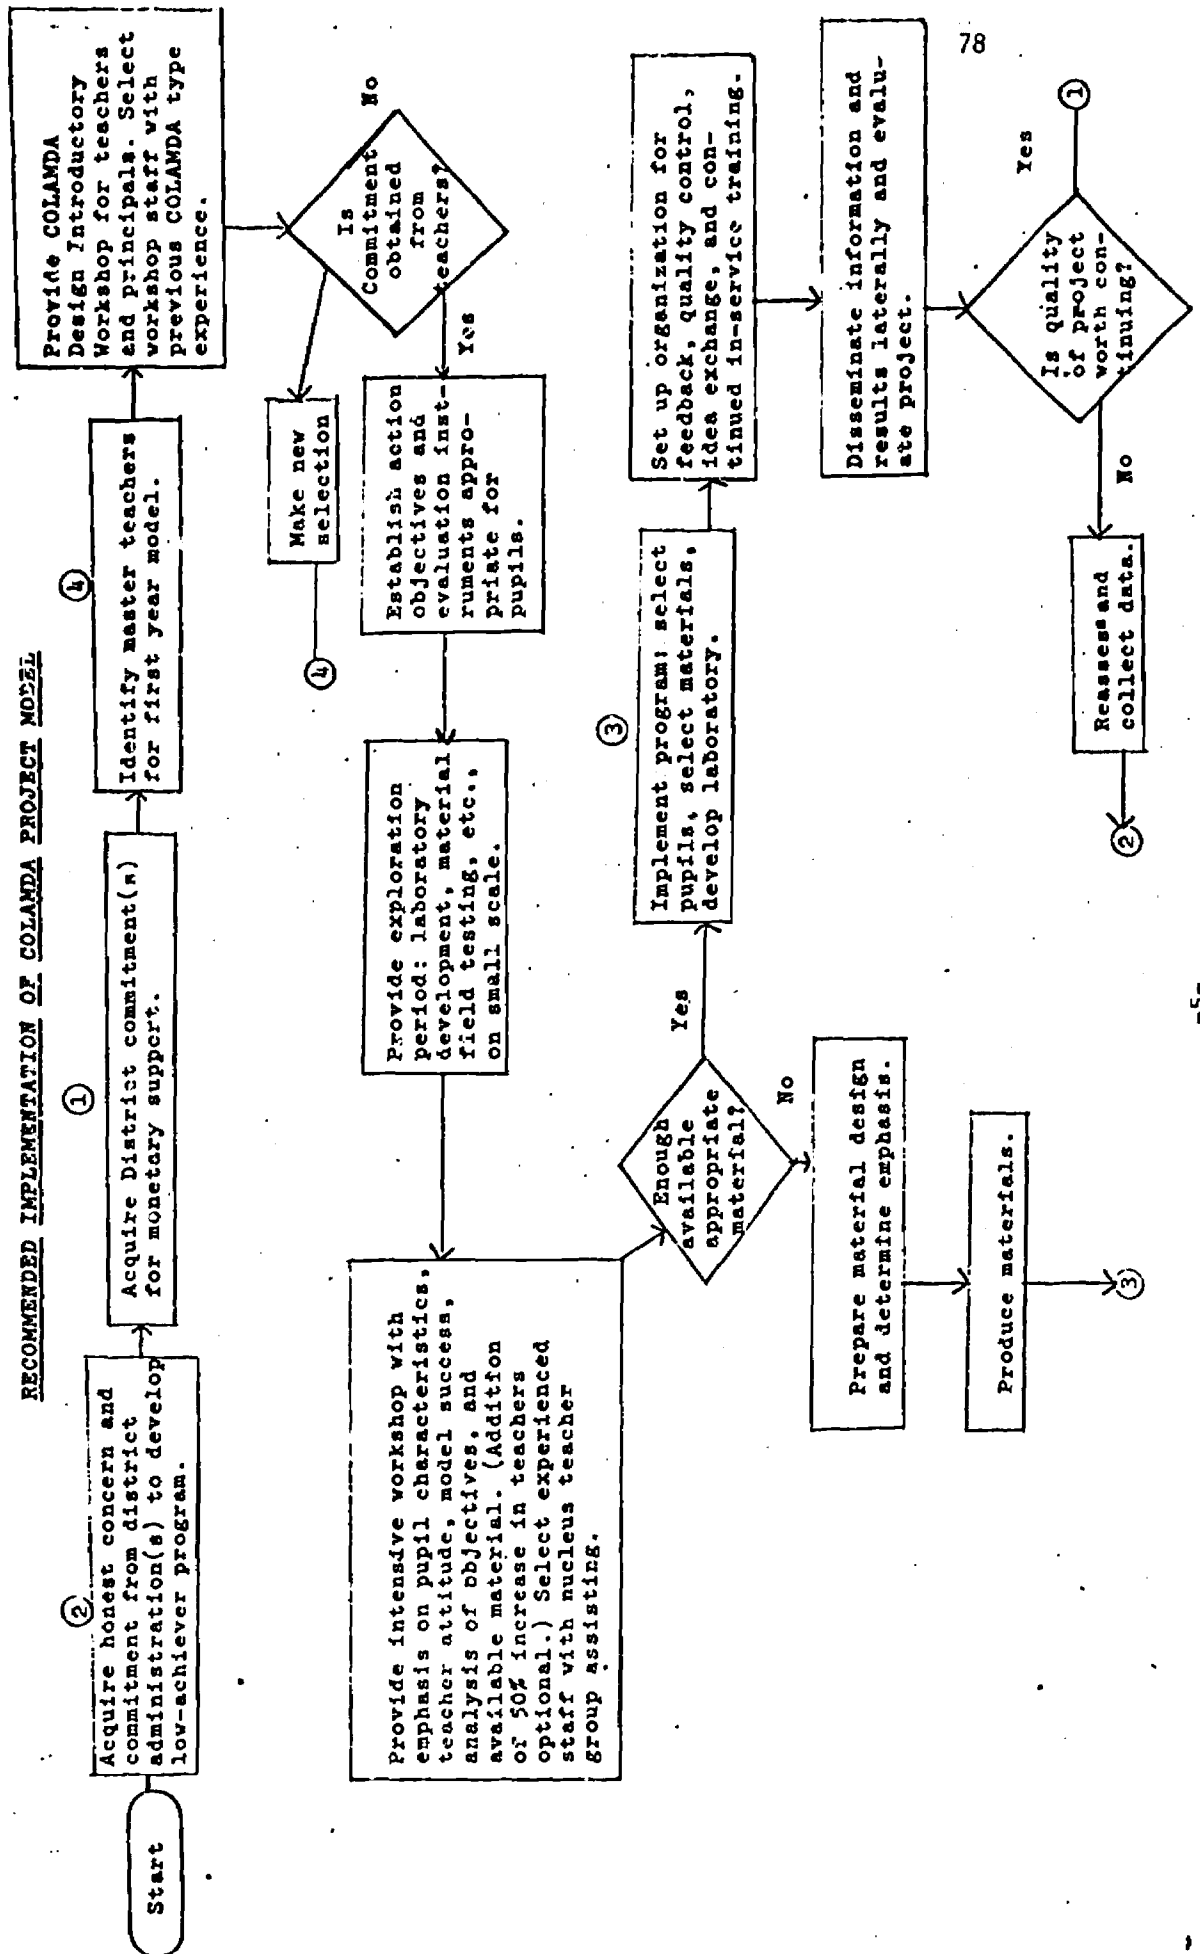 RECOMMENDED IMPLEMENTATION OF COLAMDA PROJECT MODEL
Start
②
Acquire honest concern and
commitment from district
administration(s) to develop
low-achiever program.
①
Acquire District commitment(s)
for monetary support.
④
Identify master teachers
for first year model.
Provide COLAMDA
Design Introductory
Workshop for teachers
and principals. Select
workshop staff with
previous COLAMDA type
experience.
Is
Commitment
obtained
from
teachers?
No
Make new
selection
④
Yes
Establish action
objectives and
evaluation inst-
ruments appro-
priate for
pupils.
Provide exploration
period: laboratory
development, material
field testing, etc.,
on small scale.
Provide intensive workshop with
emphasis on pupil characteristics,
teacher attitude, model success,
analysis of objectives, and
available material. (Addition
of 50% increase in teachers
optional.) Select experienced
staff with nucleus teacher
group assisting.
Enough
available
appropriate
material?
Yes
No
Prepare material design
and determine emphasis.
Produce materials.
③
③
Implement program: select
pupils, select materials,
develop laboratory.
Set up organization for
feedback, quality control,
idea exchange, and con-
tinued in-service training.
Disseminate information and
results laterally and evalu-
ate project.
Is quality
of project
worth con-
tinuing?
Yes
①
No
Reassess and
collect data.
②
78
-5-